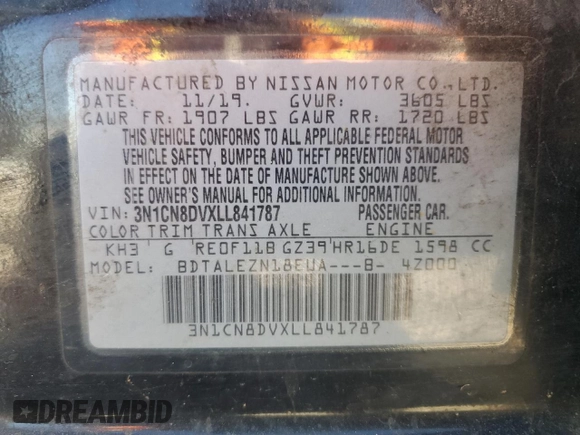 MANUFACTURED BY NISSAN MOTOR CO., LTD.
DATE: 11/19. GVWR: 3605 LBS
GAWR FR: 1907 LBS GAWR RR: 1720 LBS
THIS VEHICLE CONFORMS TO ALL APPLICABLE FEDERAL MOTOR
VEHICLE SAFETY, BUMPER AND THEFT PREVENTION STANDARDS
IN EFFECT ON THE DATE OF MANUFACTURE SHOWN ABOVE.
SEE OWNER'S MANUAL FOR ADDITIONAL INFORMATION.
VIN: 3N1CN8DVXLL841787 PASSENGER CAR.
COLOR TRIM TRANS AXLE ENGINE
KH3 G RE0F11B GZ39 HR16DE 1598 CC
MODEL: BDTALEZN18EUA---B- 4Z000
3N1CN8DVXLL841787
DREAMBID